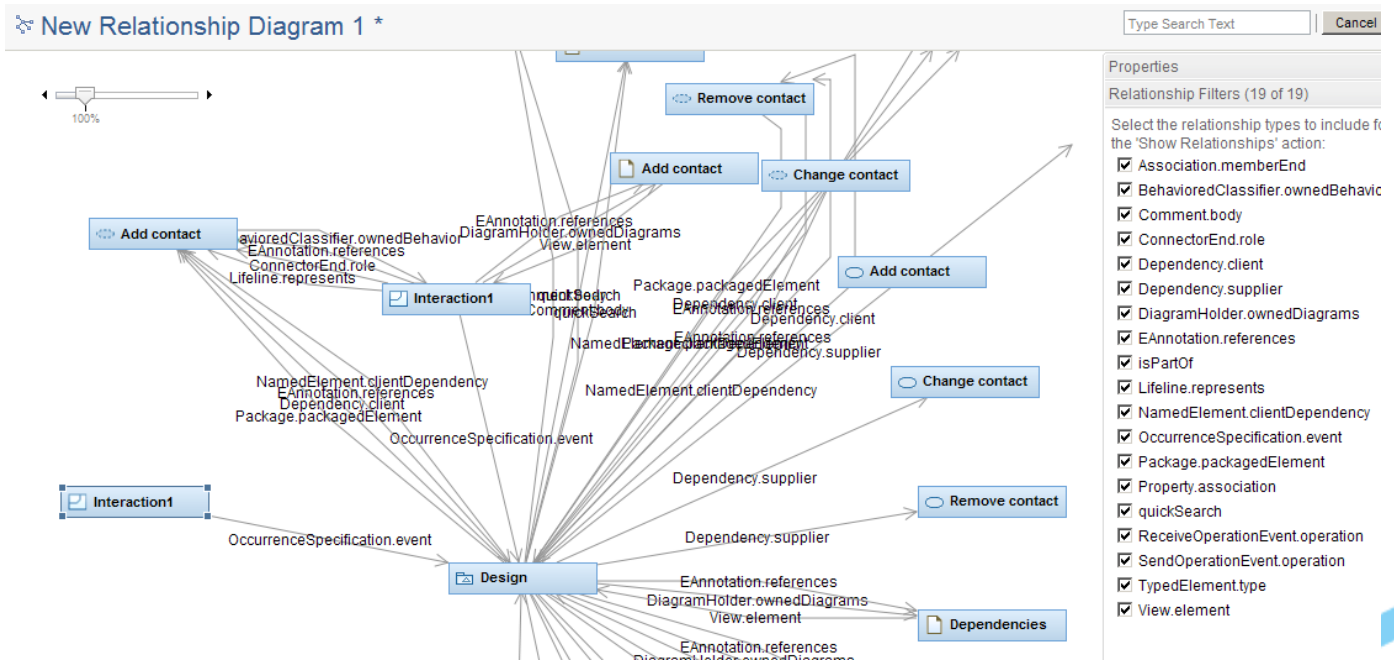 New Relationship Diagram 1 *
Type Search Text
Cancel
100%
Remove contact
Add contact
Change contact
Add contact
EAnnotation.references
DiagramHolder.ownedDiagrams
View.element
avioredClassifier.ownedBehavior
EAnnotation.references
ConnectorEnd.role
Lifeline.represents
Add contact
Interaction1
Package.packagedElement
quickSearch
Comment.body
quickSearch
Dependency.client
EAnnotation.references
Dependency.client
EAnnotation.references
Dependency.supplier
Change contact
NamedElement.clientDependency
NamedElement.clientDependency
EAnnotation.references
Dependency.client
Package.packagedElement
OccurrenceSpecification.event
Dependency.supplier
Interaction1
Remove contact
OccurrenceSpecification.event
Dependency.supplier
Design
EAnnotation.references
DiagramHolder.ownedDiagrams
View.element
Dependencies
EAnnotation.references
DiagramHolder.ownedDiagrams
Properties
Relationship Filters (19 of 19)
Select the relationship types to include fo
the 'Show Relationships' action:
Association.memberEnd
BehavioredClassifier.ownedBehavio
Comment.body
ConnectorEnd.role
Dependency.client
Dependency.supplier
DiagramHolder.ownedDiagrams
EAnnotation.references
isPartOf
Lifeline.represents
NamedElement.clientDependency
OccurrenceSpecification.event
Package.packagedElement
Property.association
quickSearch
ReceiveOperationEvent.operation
SendOperationEvent.operation
TypedElement.type
View.element